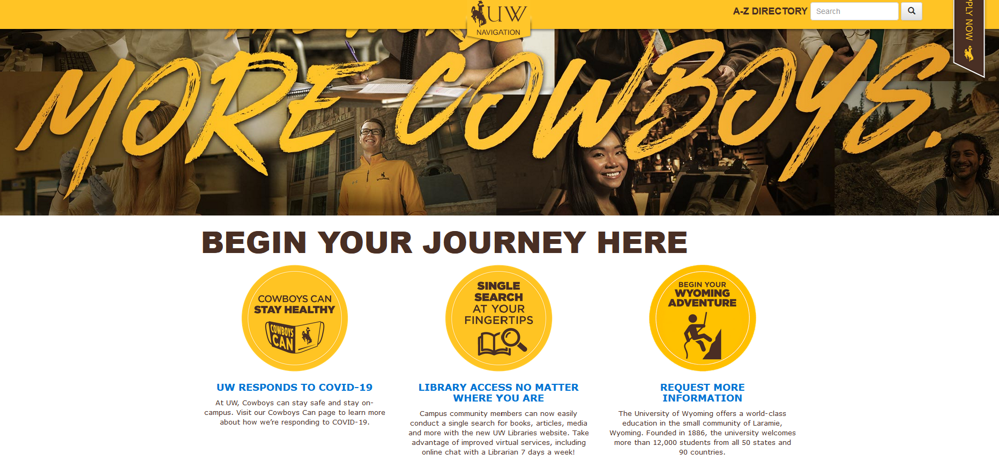 UW
NAVIGATION
A-Z DIRECTORY
Search
NOW
MORE COWBOYS.
ENGINEERING HALL
WYOMING
BEGIN YOUR JOURNEY HERE
COWBOYS CAN
STAY HEALTHY
COWBOYS
CAN
UW RESPONDS TO COVID-19
At UW, Cowboys can stay safe and stay on-
campus. Visit our Cowboys Can page to learn more
about how we’re responding to COVID-19.
SINGLE
SEARCH
AT YOUR
FINGERTIPS
LIBRARY ACCESS NO MATTER
WHERE YOU ARE
Campus community members can now easily
conduct a single search for books, articles, media
and more with the new UW Libraries website. Take
advantage of improved virtual services, including
online chat with a Librarian 7 days a week!
BEGIN YOUR
WYOMING
ADVENTURE
REQUEST MORE
INFORMATION
The University of Wyoming offers a world-class
education in the small community of Laramie,
Wyoming. Founded in 1886, the university welcomes
more than 12,000 students from all 50 states and
90 countries.